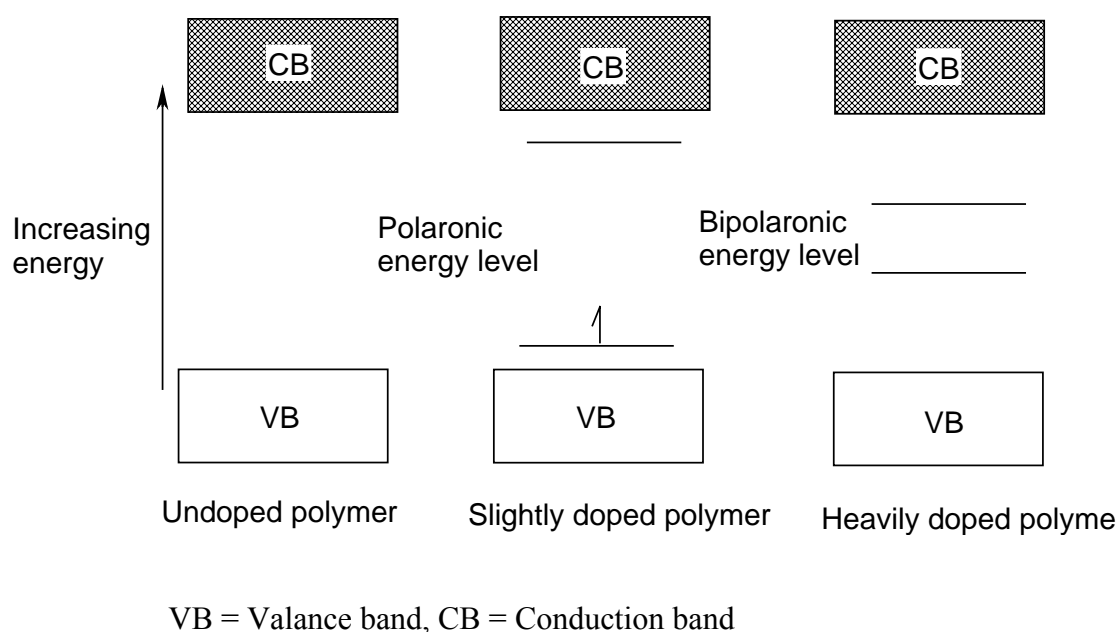 CB
CB
CB
Increasing
energy
Polaronic
energy level
Bipolaronic
energy level
VB
VB
VB
Undoped polymer
Slightly doped polymer
Heavily doped polyme
VB = Valance band, CB = Conduction band